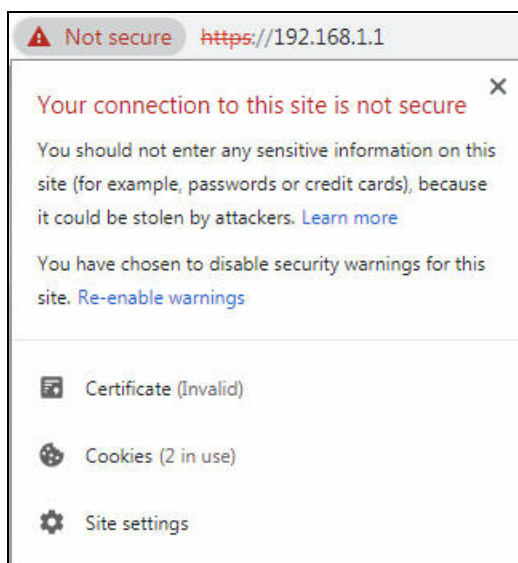 Not secure https://192.168.1.1
Your connection to this site is not secure
You should not enter any sensitive information on this
site (for example, passwords or credit cards), because
it could be stolen by attackers. Learn more
You have chosen to disable security warnings for this
site. Re-enable warnings
Certificate (Invalid)
Cookies (2 in use)
Site settings